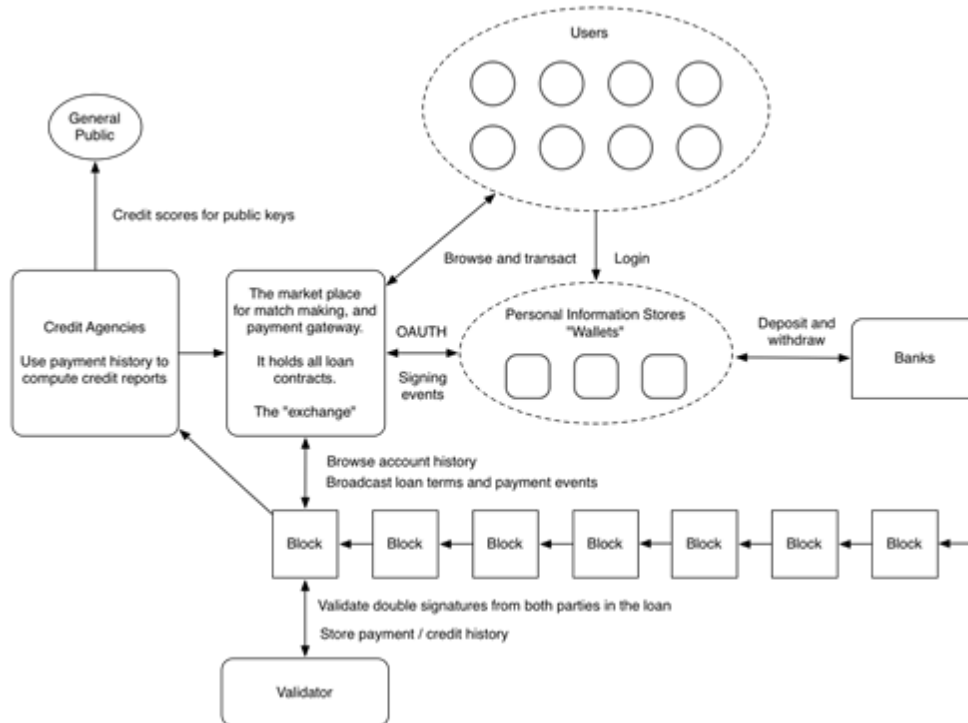 Users
General
Public
Credit scores for public keys
Browse and transact
Login
Credit Agencies
Use payment history to
compute credit reports
The market place
for match making, and
payment gateway.
It holds all loan
contracts.
The "exchange"
OAUTH
Signing
events
Personal Information Stores
"Wallets"
Deposit and
withdraw
Banks
Browse account history
Broadcast loan terms and payment events
Block
Block
Block
Block
Block
Block
Block
Validate double signatures from both parties in the loan
Store payment / credit history
Validator